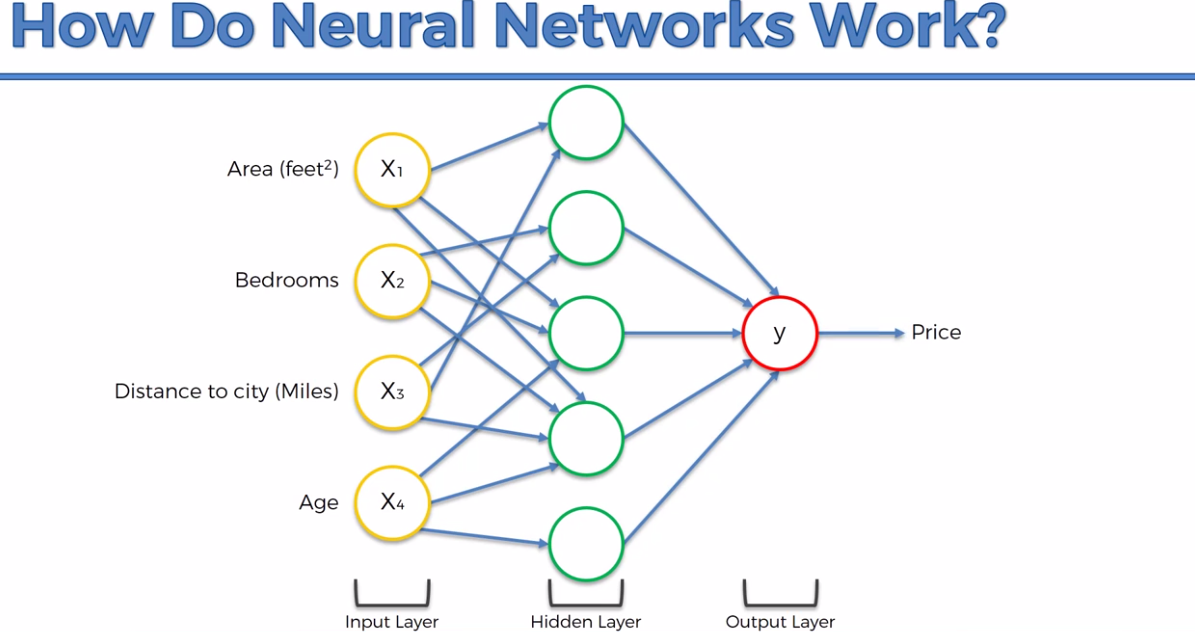 How Do Neural Networks Work?
Area (feet²)
X₁
Bedrooms
X₂
Distance to city (Miles)
X₃
Age
X₄
y
Price
Input Layer
Hidden Layer
Output Layer